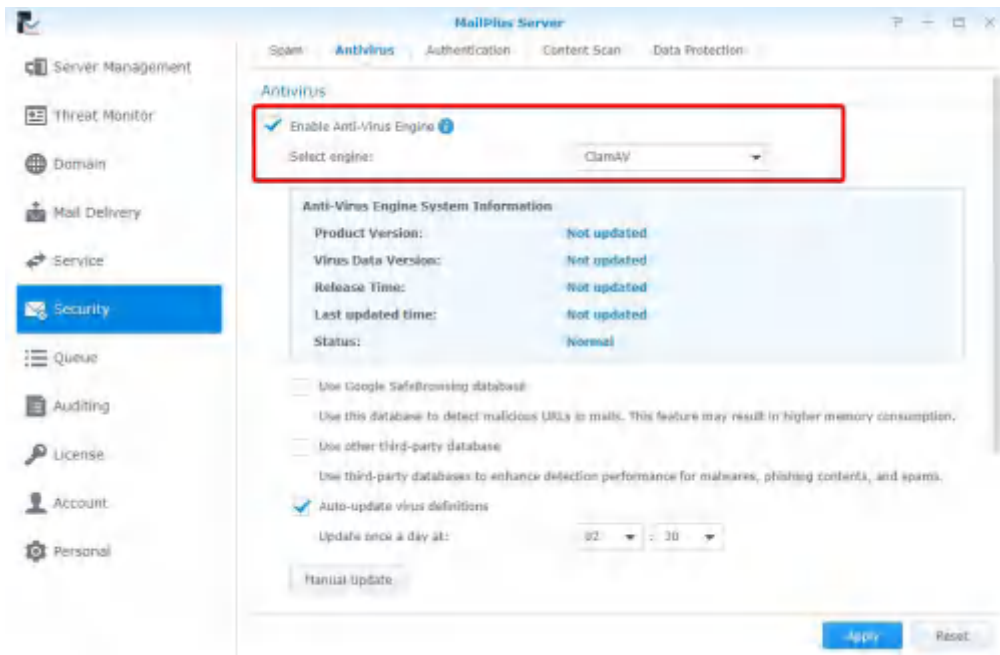 MailPlus Server
Server Management
Threat Monitor
Domain
Mail Delivery
Service
Security
Queue
Auditing
License
Account
Personal
Spam Antivirus Authentication Content Scan Data Protection
Antivirus
Enable Anti-Virus Engine
Select engine: ClamAV
Anti-Virus Engine System Information
Product Version: Not updated
Virus Data Version: Not updated
Release Time: Not updated
Last updated time: Not updated
Status: Normal
Use Google SafeBrowsing database
Use this database to detect malicious URLs in mails. This feature may result in higher memory consumption.
Use other third-party database
Use third-party databases to enhance detection performance for malwares, phishing contents, and spams.
Auto-update virus definitions
Update once a day at: 02 : 30
Manual Update
Apply Reset